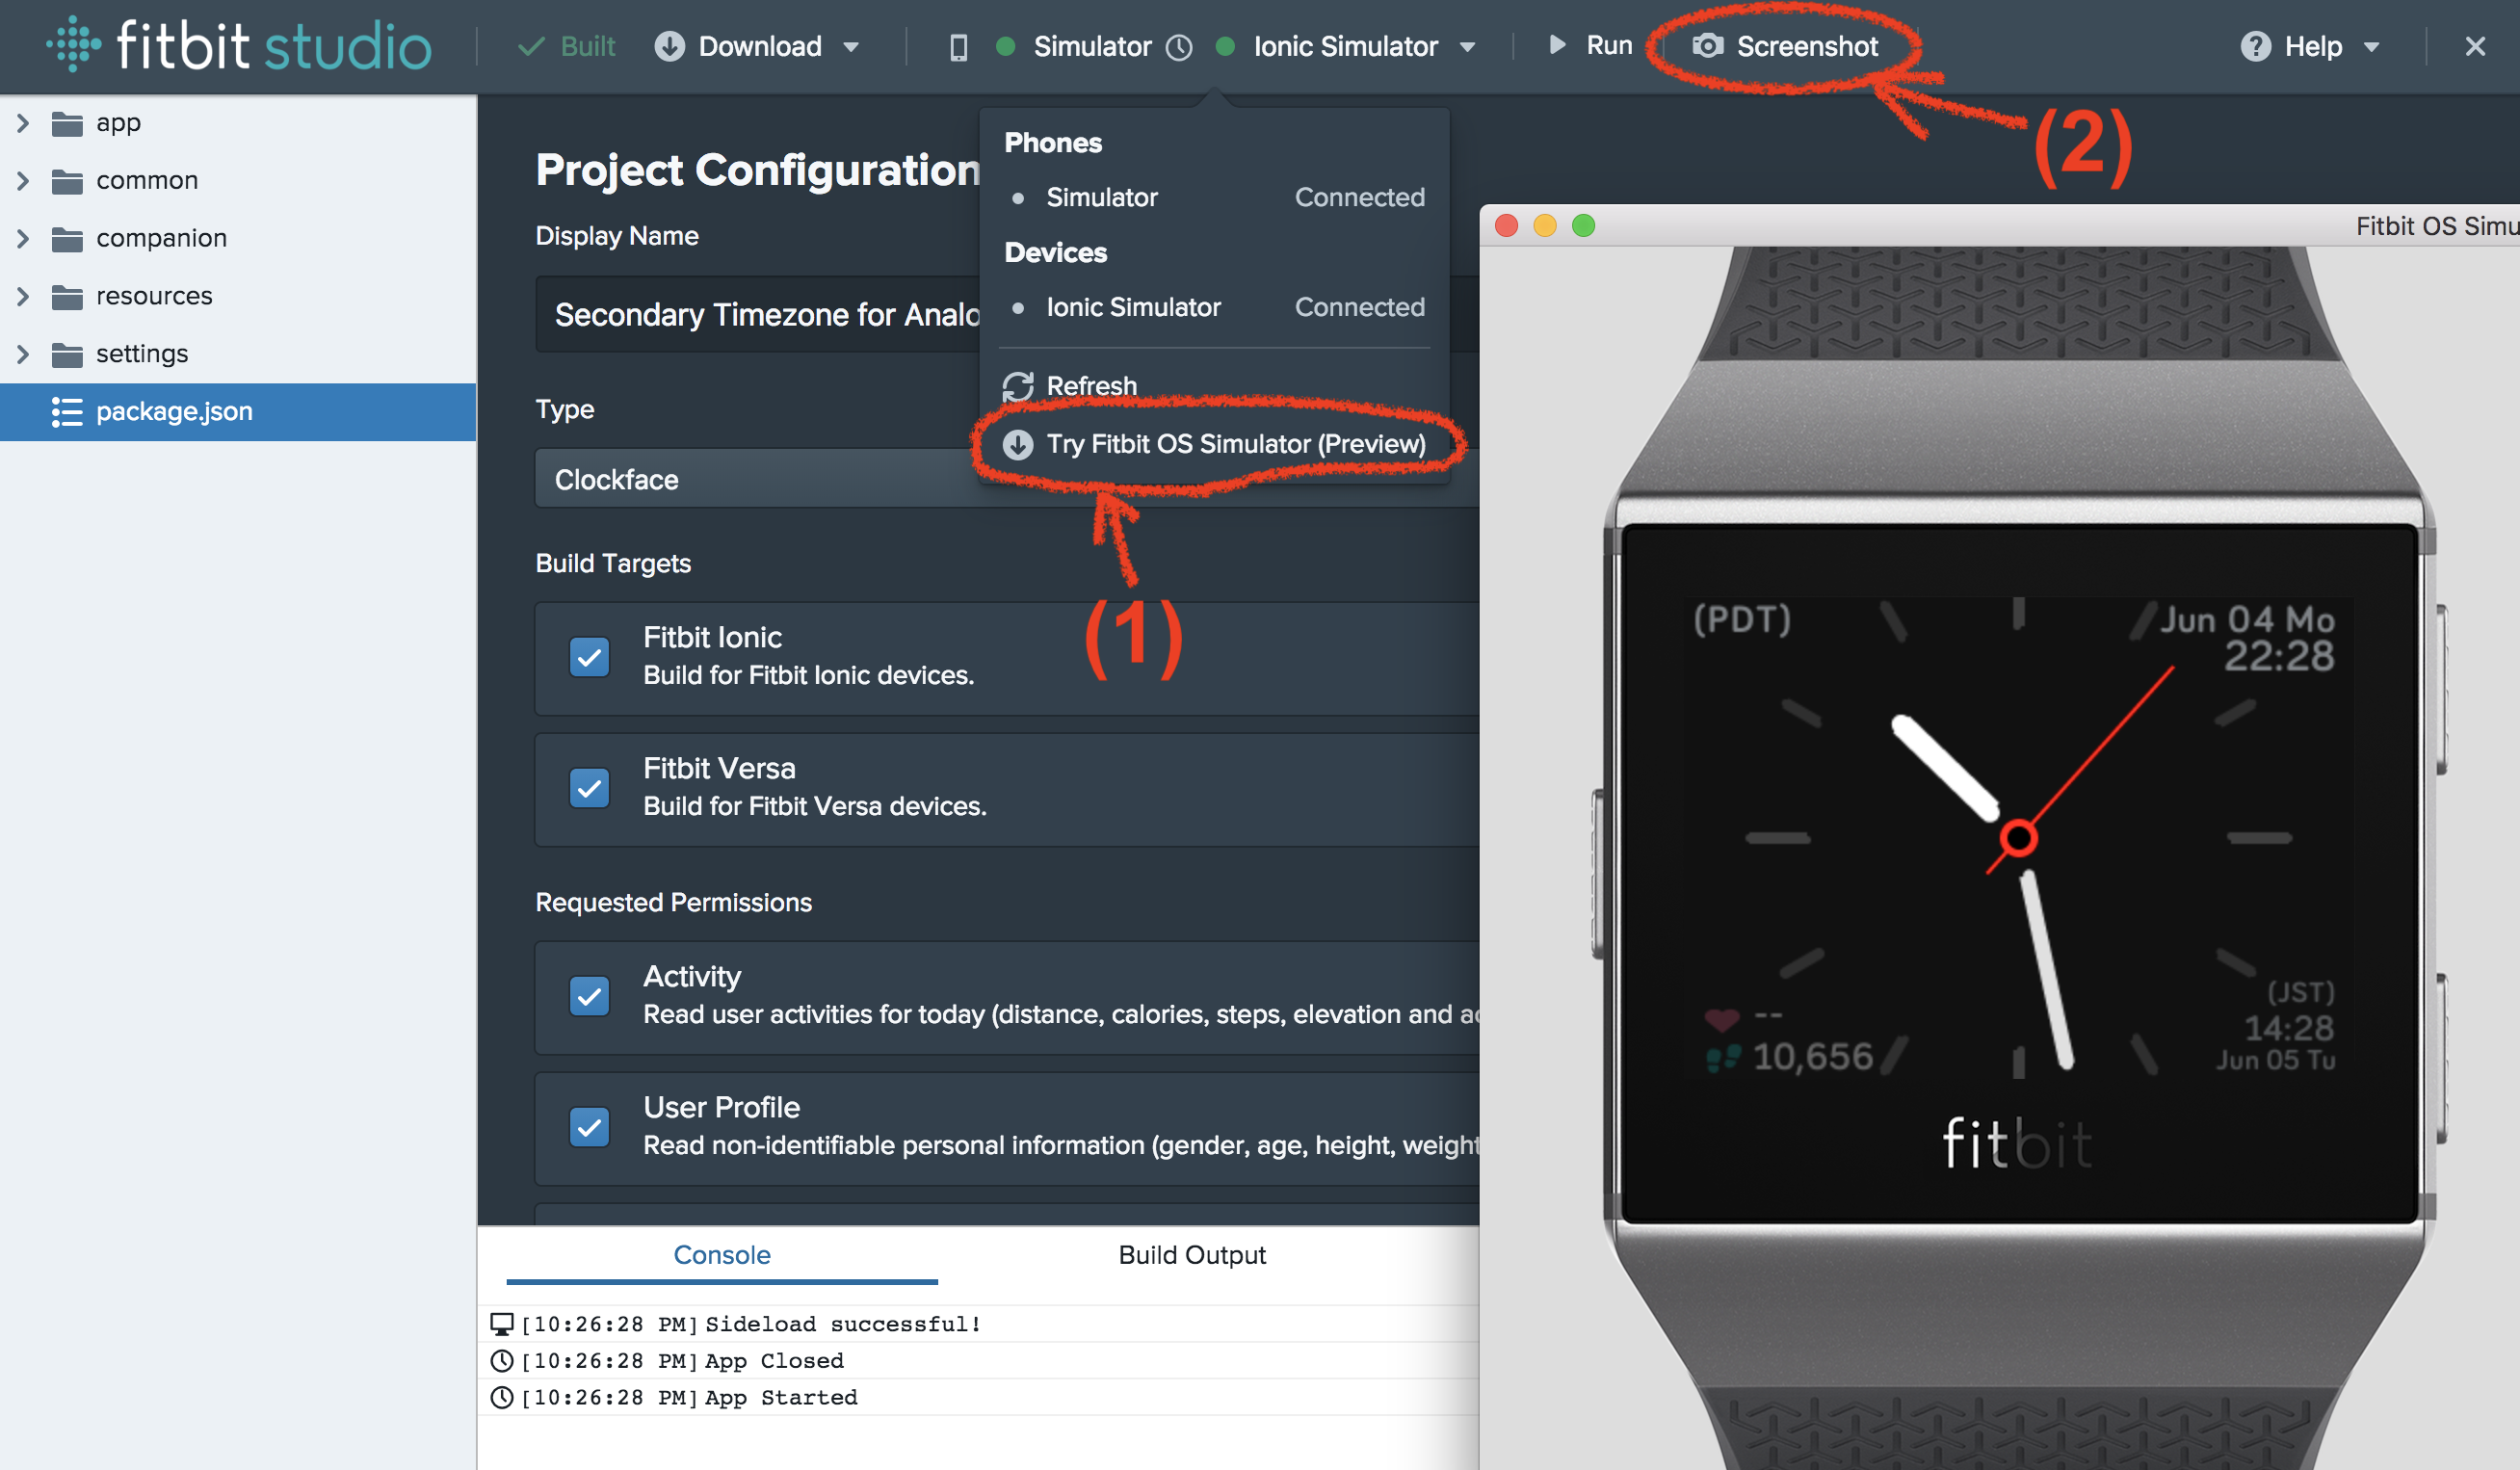 fitbit studio
Built
Download
Simulator
Ionic Simulator
Run
Screenshot
Help
(2)
app
common
companion
resources
settings
package.json
Project Configuration
Display Name
Secondary Timezone for Analo
Type
Clockface
Build Targets
Fitbit Ionic
Build for Fitbit Ionic devices.
Fitbit Versa
Build for Fitbit Versa devices.
Requested Permissions
Activity
Read user activities for today (distance, calories, steps, elevation and ac
User Profile
Read non-identifiable personal information (gender, age, height, weight
Phones
Simulator Connected
Devices
Ionic Simulator Connected
Refresh
Try Fitbit OS Simulator (Preview)
(1)
Console
Build Output
[10:26:28 PM] Sideload successful!
[10:26:28 PM] App Closed
[10:26:28 PM] App Started
Fitbit OS Simu
(PDT)
Jun 04 Mo
22:28
(JST)
14:28
Jun 05 Tu
--
10,656
fitbit